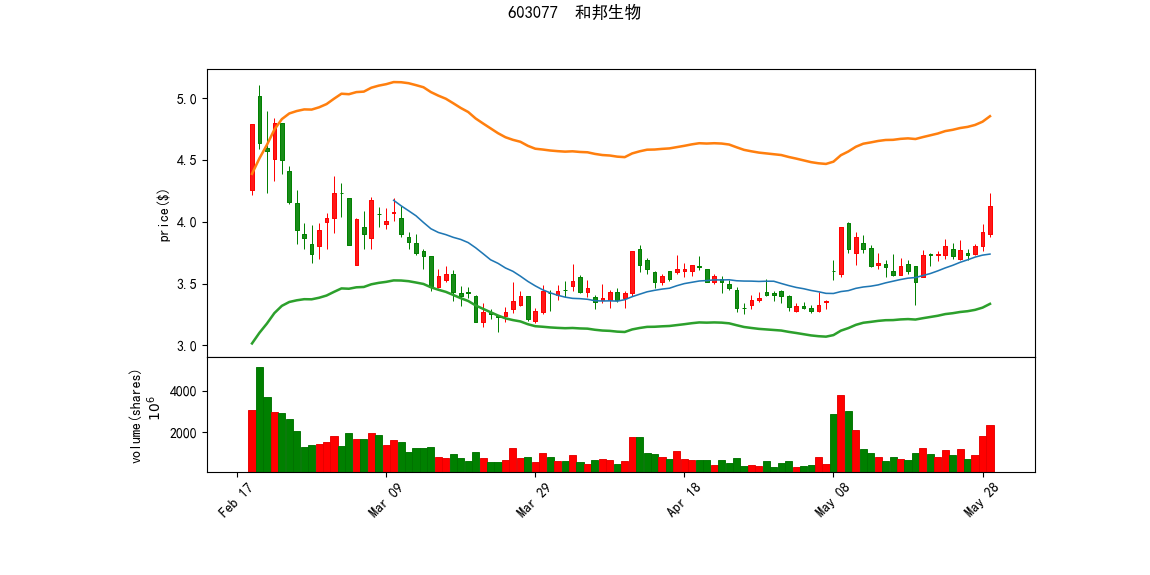 603077 和邦生物
price($)
5.0
4.5
4.0
3.5
3.0
volume(shares)
10^6
4000
2000
Feb 17
Mar 09
Mar 29
Apr 18
May 08
May 28